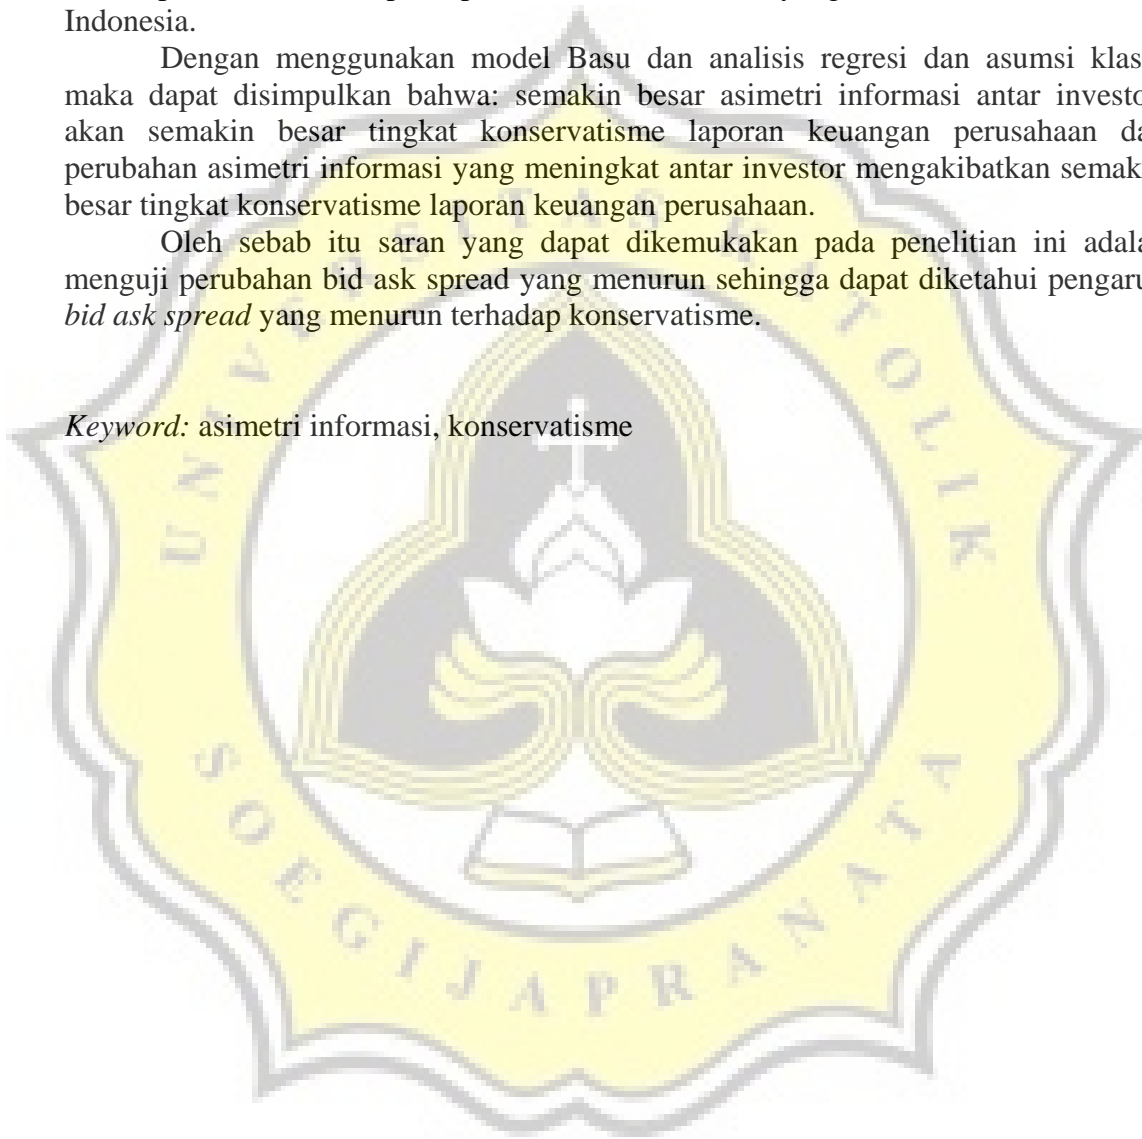 Indonesia.
Dengan menggunakan model Basu dan analisis regresi dan asumsi klas
maka dapat disimpulkan bahwa: semakin besar asimetri informasi antar investo
akan semakin besar tingkat konservatisme laporan keuangan perusahaan da
perubahan asimetri informasi yang meningkat antar investor mengakibatkan semak
besar tingkat konservatisme laporan keuangan perusahaan.
Oleh sebab itu saran yang dapat dikemukakan pada penelitian ini adala
menguji perubahan bid ask spread yang menurun sehingga dapat diketahui pengaru
bid ask spread yang menurun terhadap konservatisme.
Keyword: asimetri informasi, konservatisme
UNIVERSITAS KATOLIK
SOEGIJAPRANATA